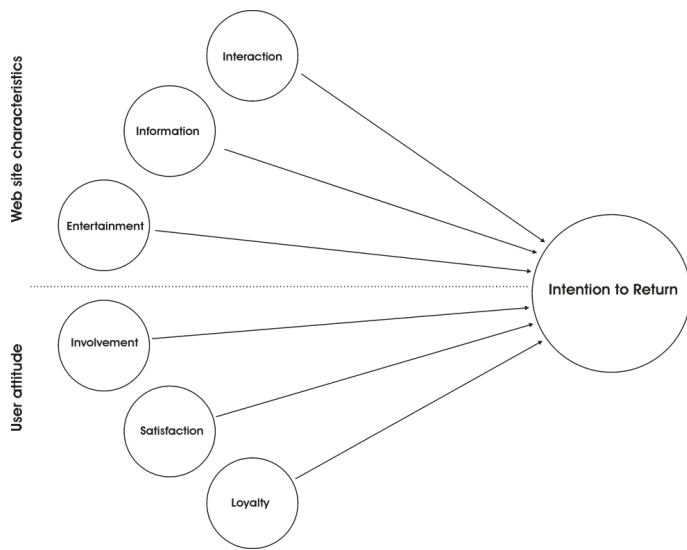 Web site characteristics
Interaction
Information
Entertainment
Intention to Return
User attitude
Involvement
Satisfaction
Loyalty